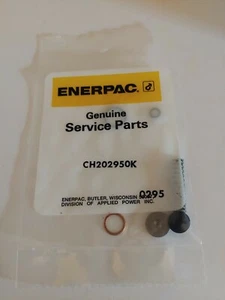 ENERPAC.
Genuine
Service Parts
CH202950K
0295
ENERPAC, BUTLER, WISCONSIN
DIVISION OF APPLIED POWER INC.